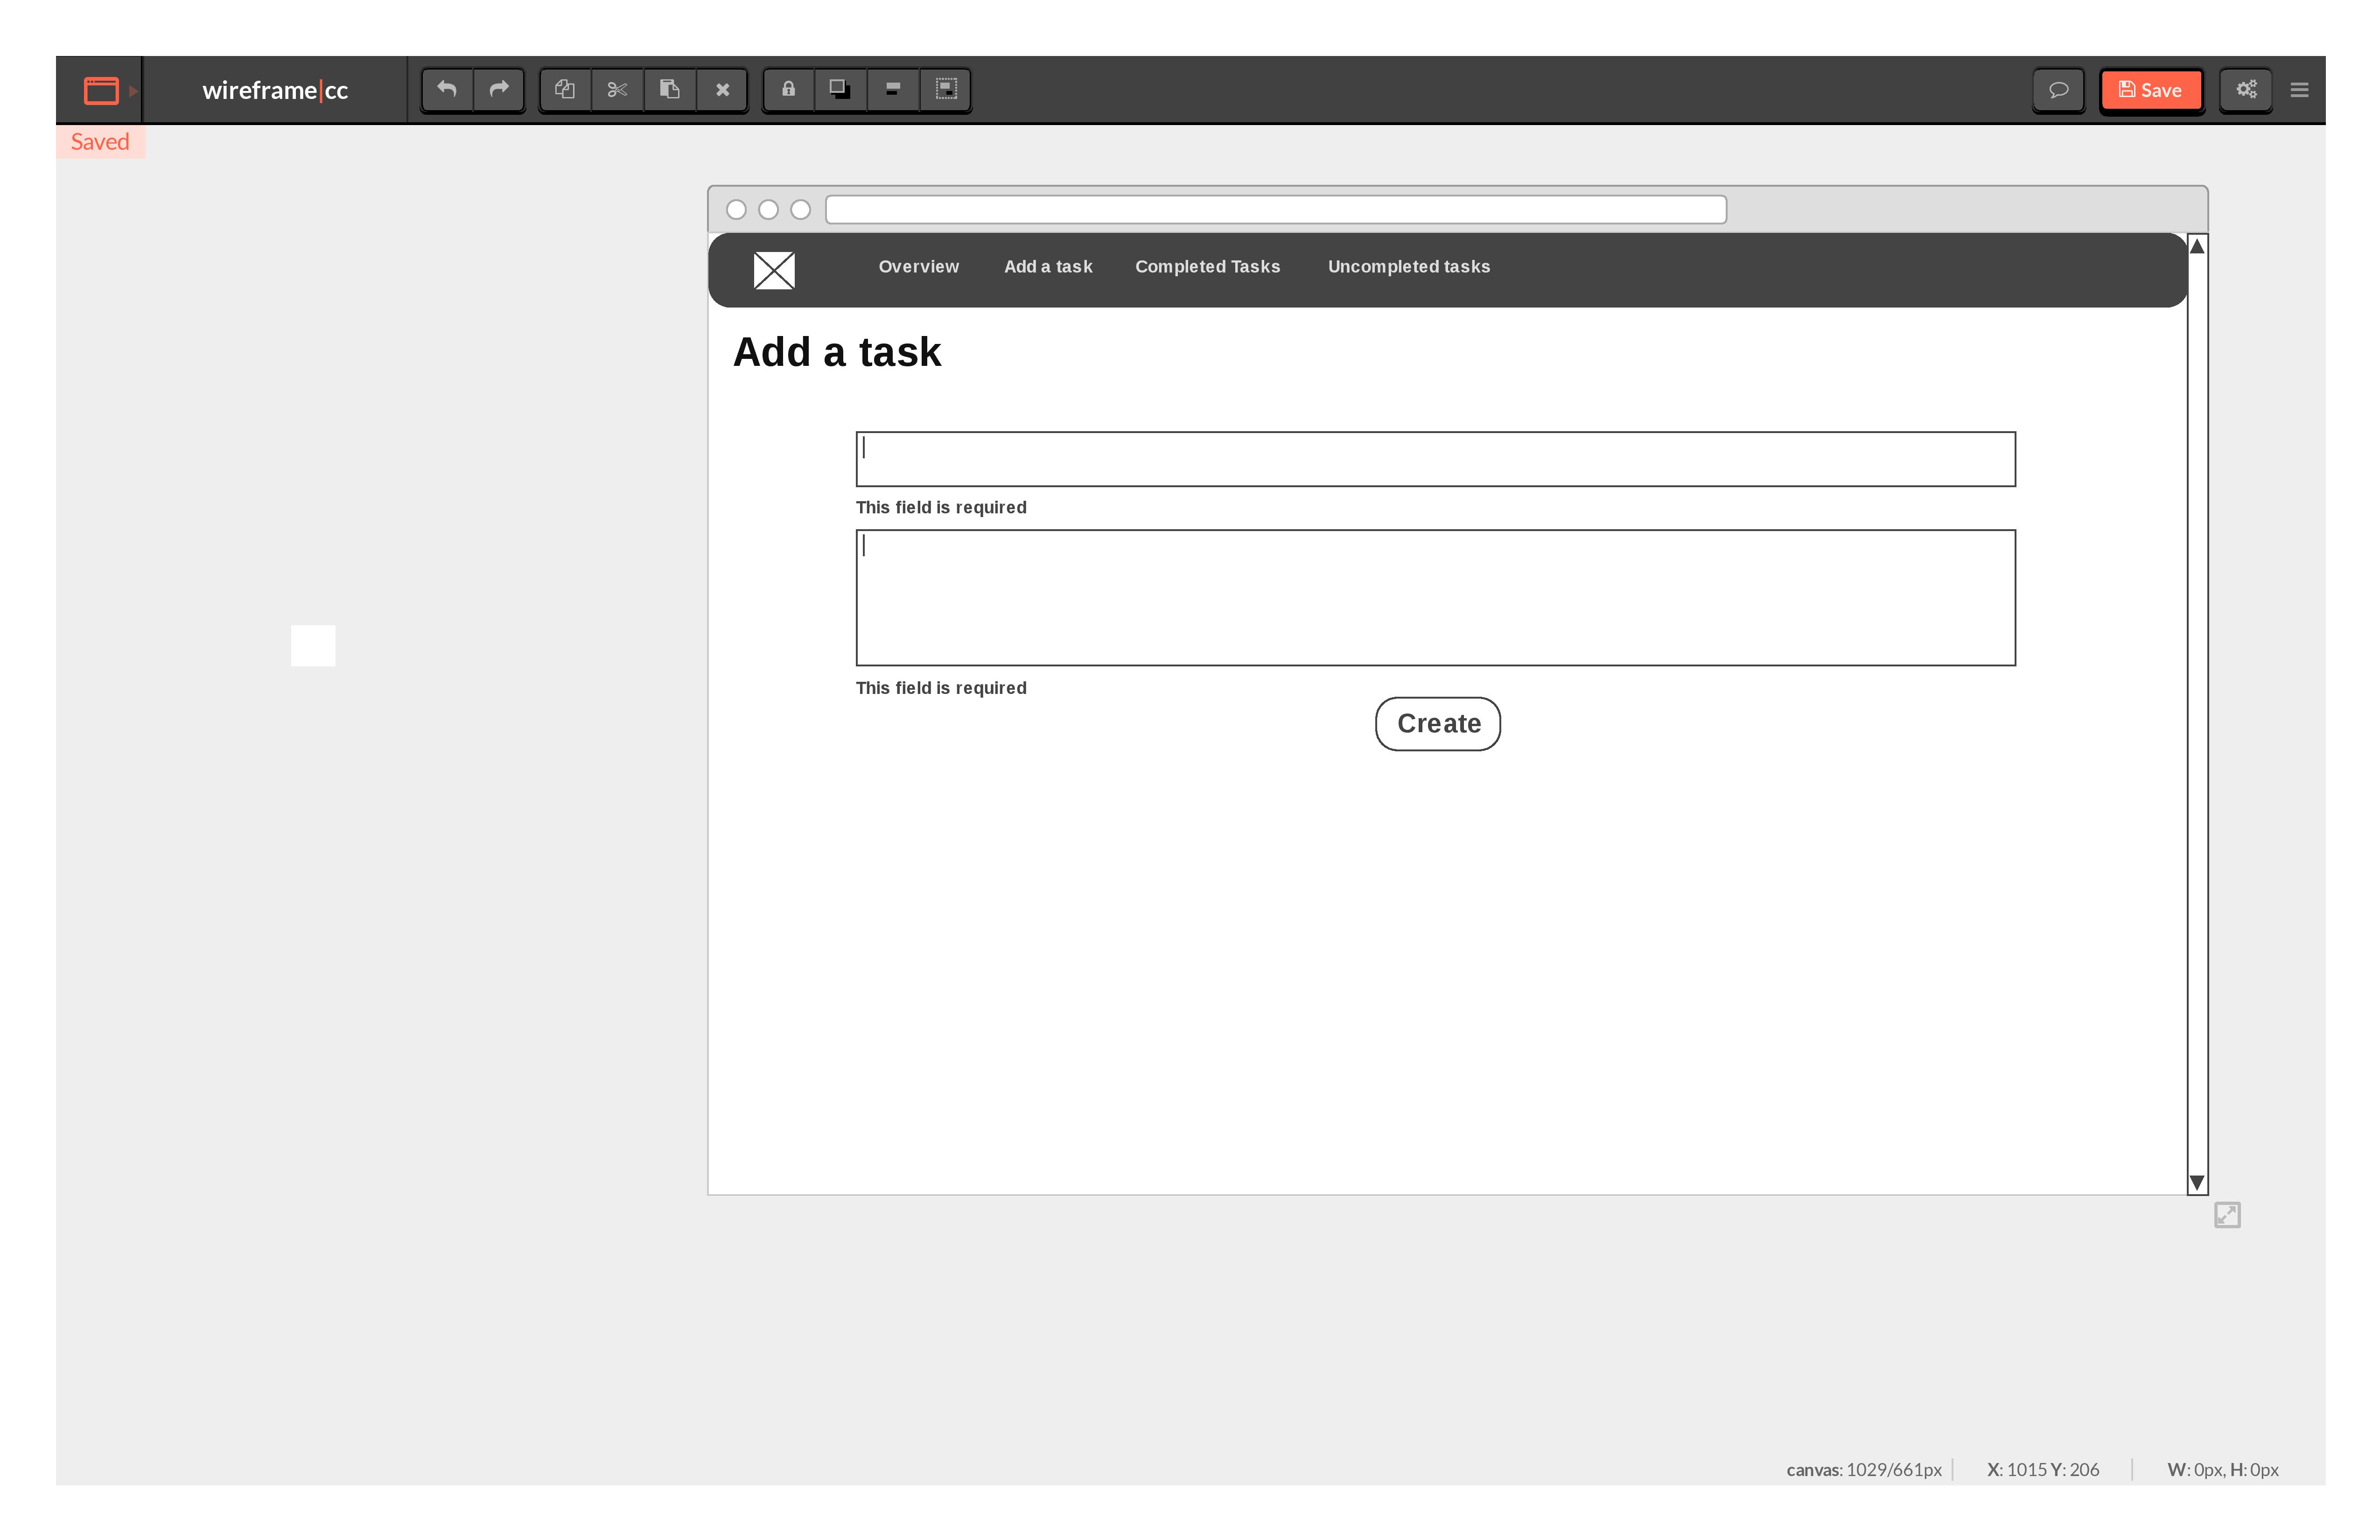 wireframe|cc
Save
Saved
Overview Add a task Completed Tasks Uncompleted tasks
Add a task
This field is required
This field is required
Create
canvas: 1029/661px X: 1015 Y: 206 W: 0px, H: 0px